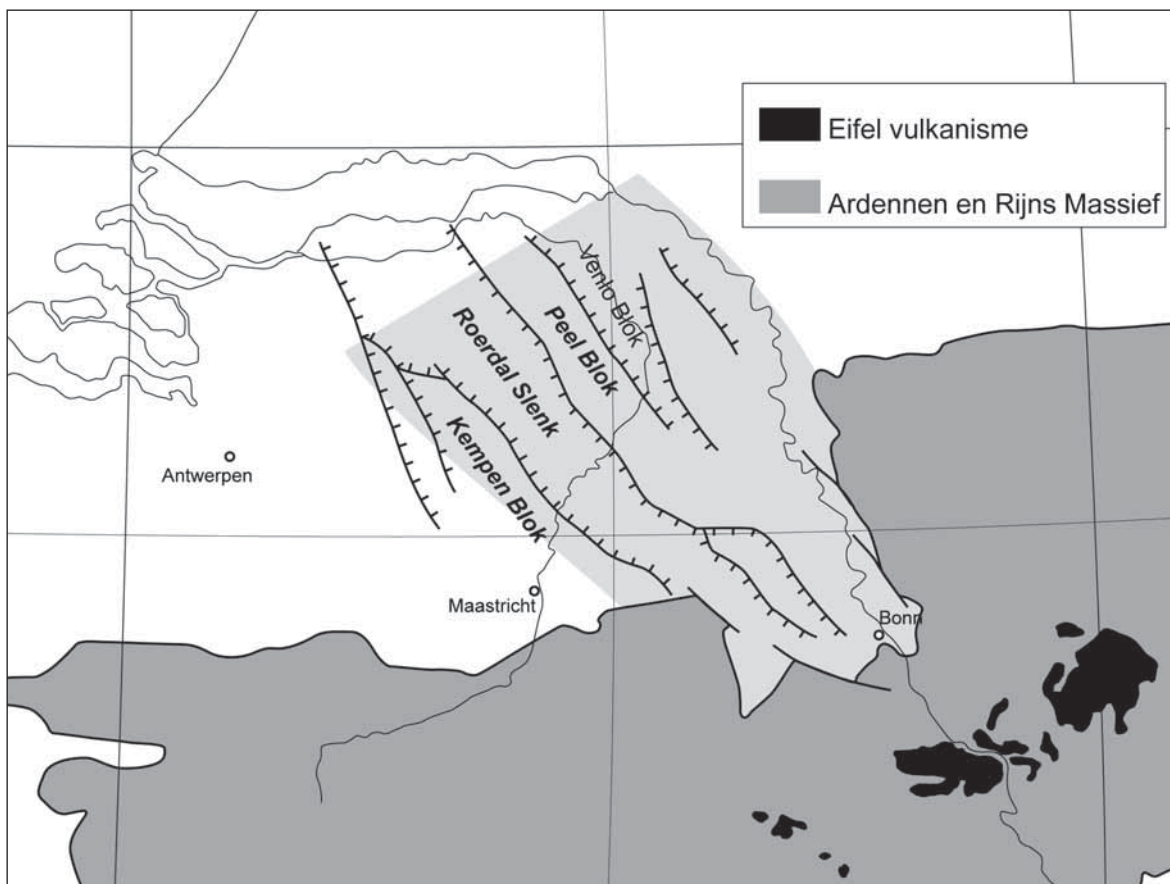 Eifel vulkanisme
Ardennen en Rijns Massief
Venlo Blok
Peel Blok
Roerdal Slenk
Kempen Blok
Antwerpen
Maastricht
Bonn